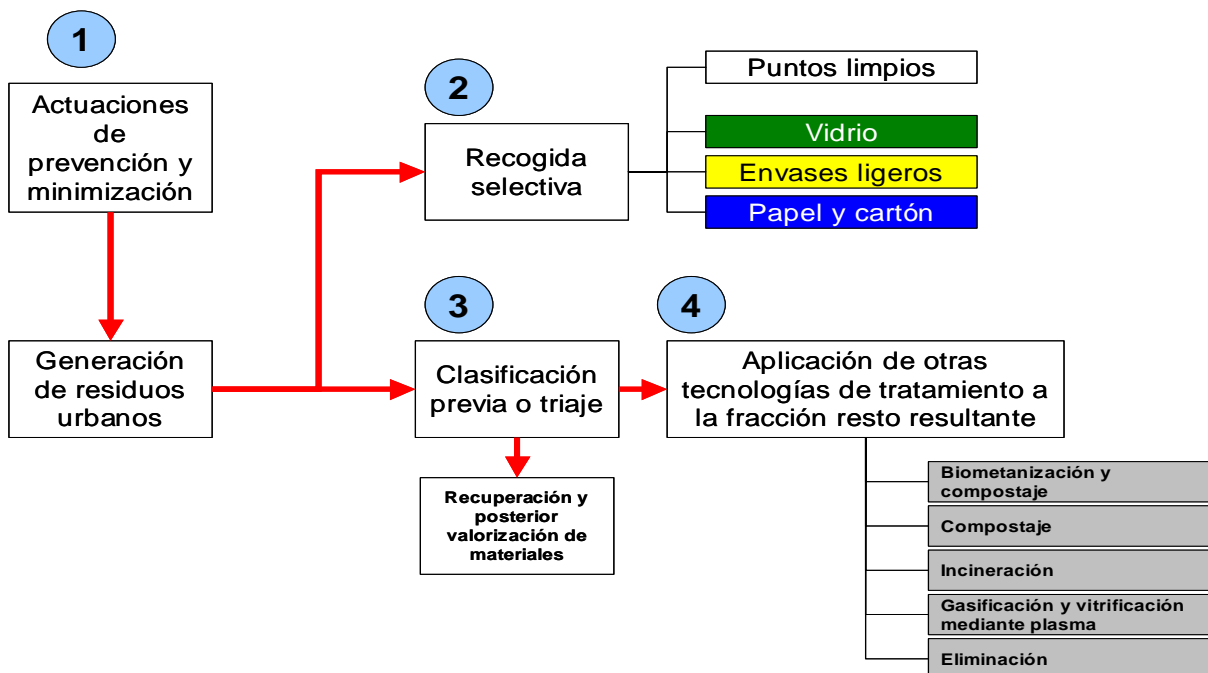 1
Actuaciones
de
prevención y
minimización
2
Recogida
selectiva
Puntos limpios
Vidrio
Envases ligeros
Papel y cartón
Generación
de residuos
urbanos
3
Clasificación
previa o triaje
Recuperación y
posterior
valorización de
materiales
4
Aplicación de otras
tecnologías de tratamiento a
la fracción resto resultante
Biometanización y
compostaje
Compostaje
Incineración
Gasificación y vitrificación
mediante plasma
Eliminación